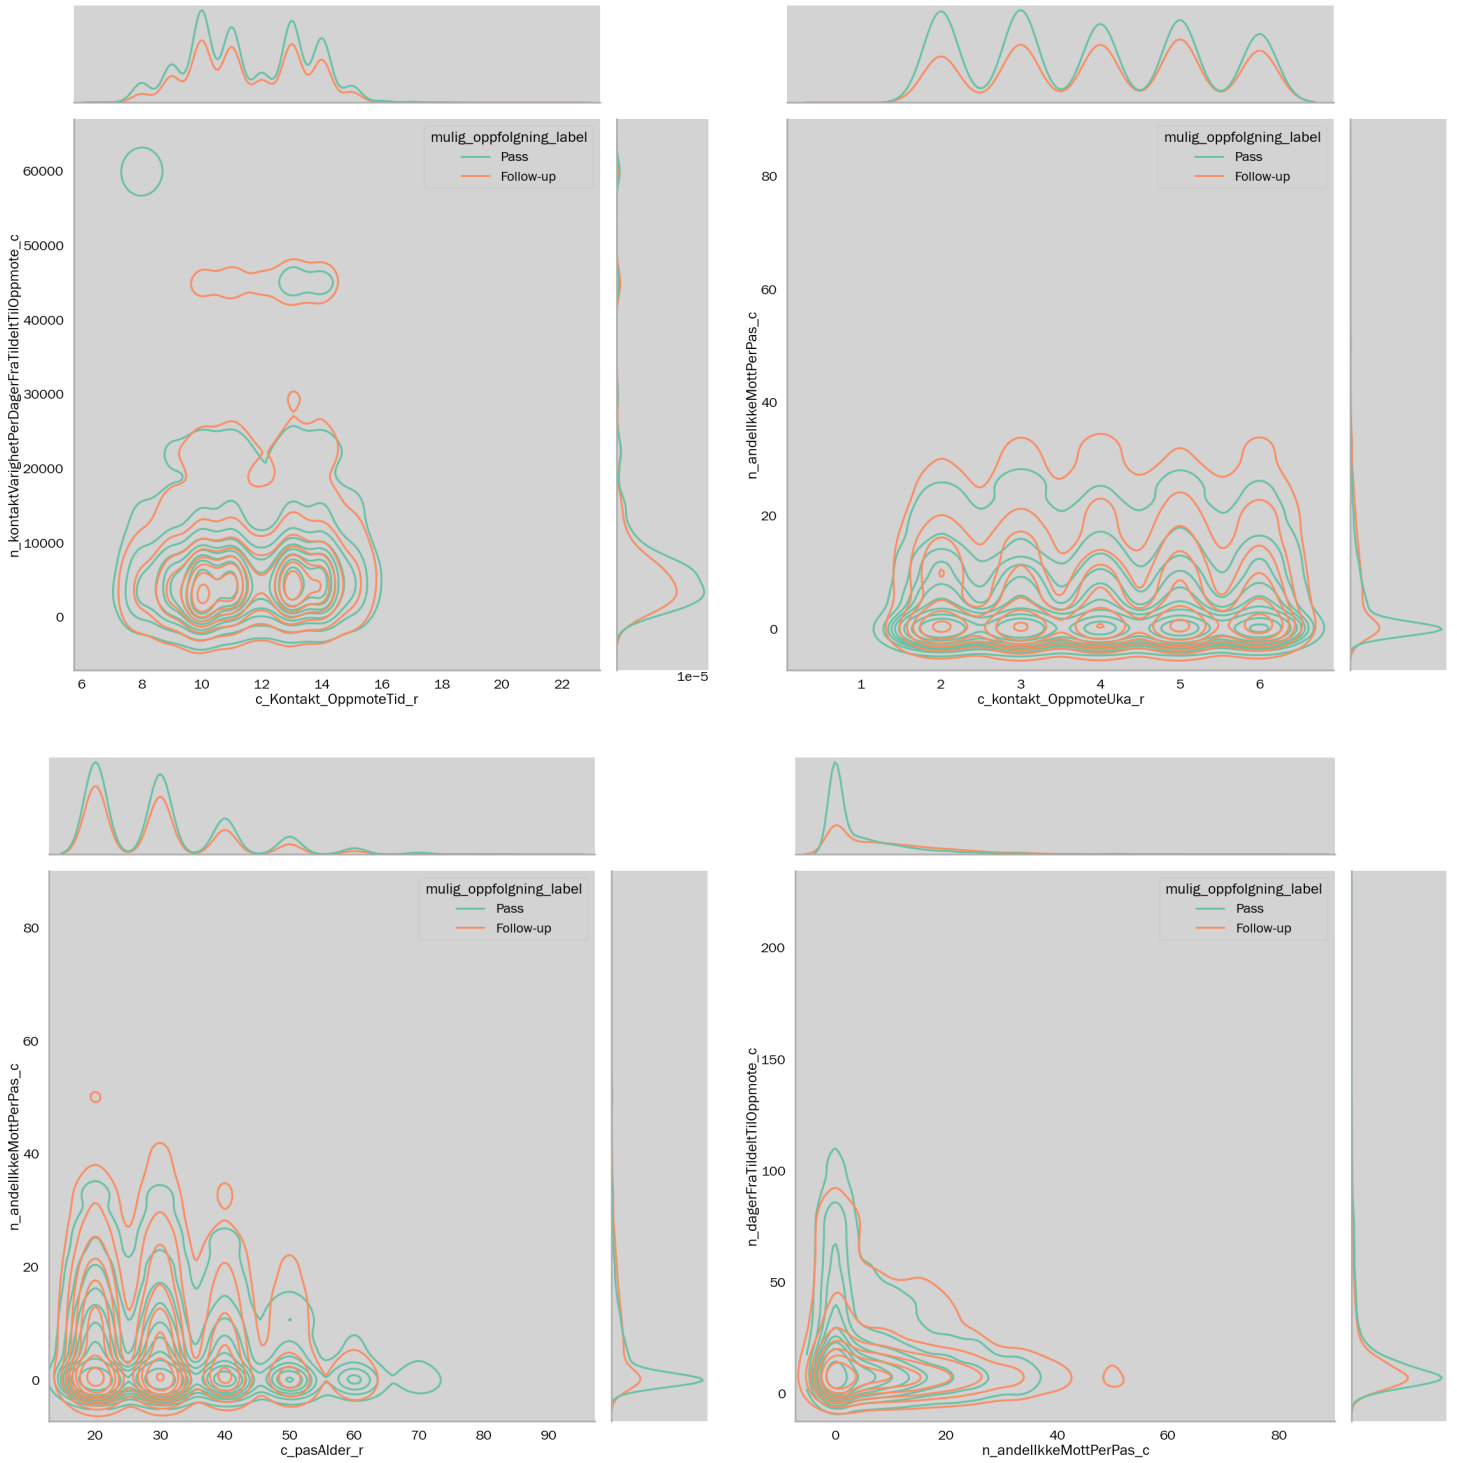 mulig_oppfolgning_label
Pass
Follow-up
60000
50000
40000
30000
20000
10000
0
n_kontaktVarighetPerDagerFraTildeltTilOppmote_c
6 8 10 12 14 16 18 20 22
1e-5
c_Kontakt_OppmoteTid_r
mulig_oppfolgning_label
Pass
Follow-up
80
60
40
20
0
n_andelIkkeMottPerPas_c
1 2 3 4 5 6
c_kontakt_OppmoteUka_r
mulig_oppfolgning_label
Pass
Follow-up
80
60
40
20
0
n_andelIkkeMottPerPas_c
20 30 40 50 60 70 80 90
c_pasAlder_r
mulig_oppfolgning_label
Pass
Follow-up
200
150
100
50
0
n_dagerFraTildeltTilOppmote_c
0 20 40 60 80
n_andelIkkeMottPerPas_c